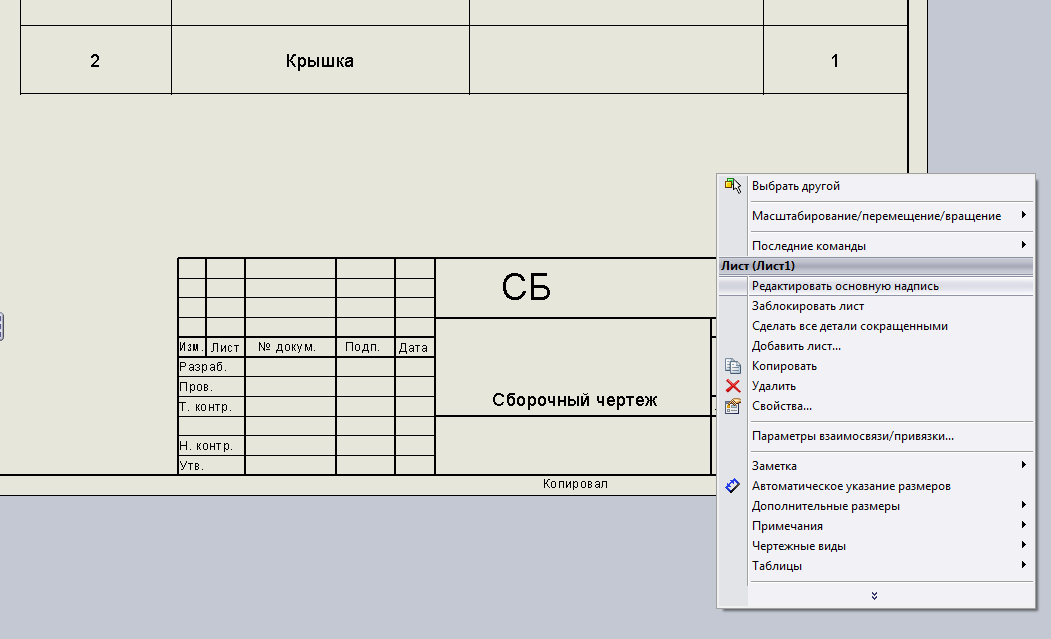 2 Крышка 1
СБ
Изм. Лист № докум. Подп. Дата
Разраб.
Пров.
Т. контр.
Н. контр.
Утв.
Сборочный чертеж
Копировал
Выбрать другой
Масштабирование/перемещение/вращение
Последние команды
Лист (Лист1)
Редактировать основную надпись
Заблокировать лист
Сделать все детали сокращенными
Добавить лист...
Копировать
Удалить
Свойства...
Параметры взаимосвязи/привязки...
Заметка
Автоматическое указание размеров
Дополнительные размеры
Примечания
Чертежные виды
Таблицы